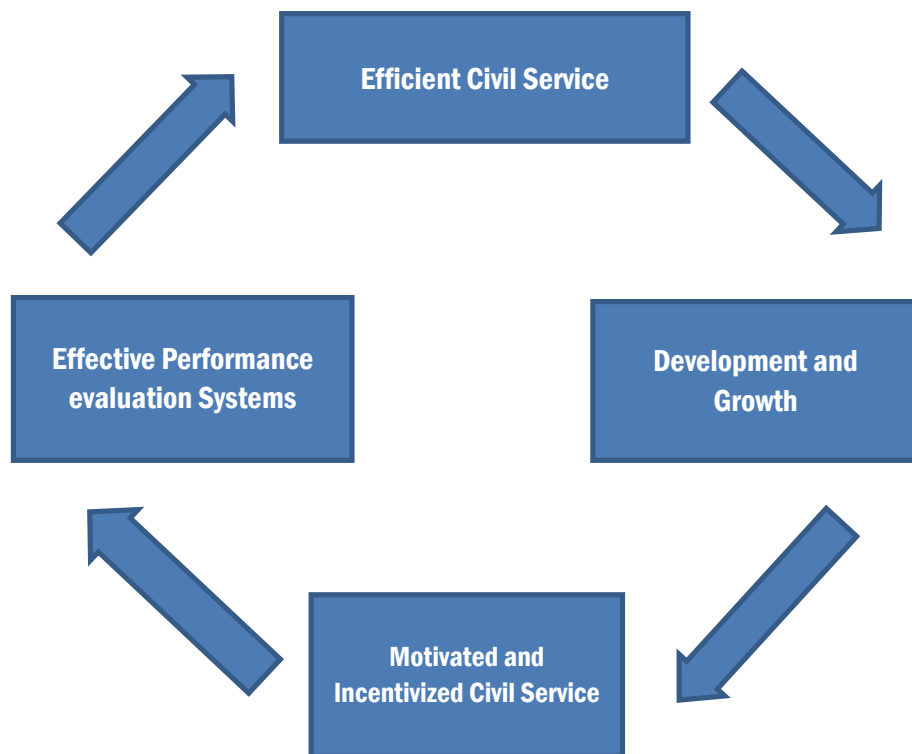 Efficient Civil Service
Effective Performance
evaluation Systems
Development and
Growth
Motivated and
Incentivized Civil Service